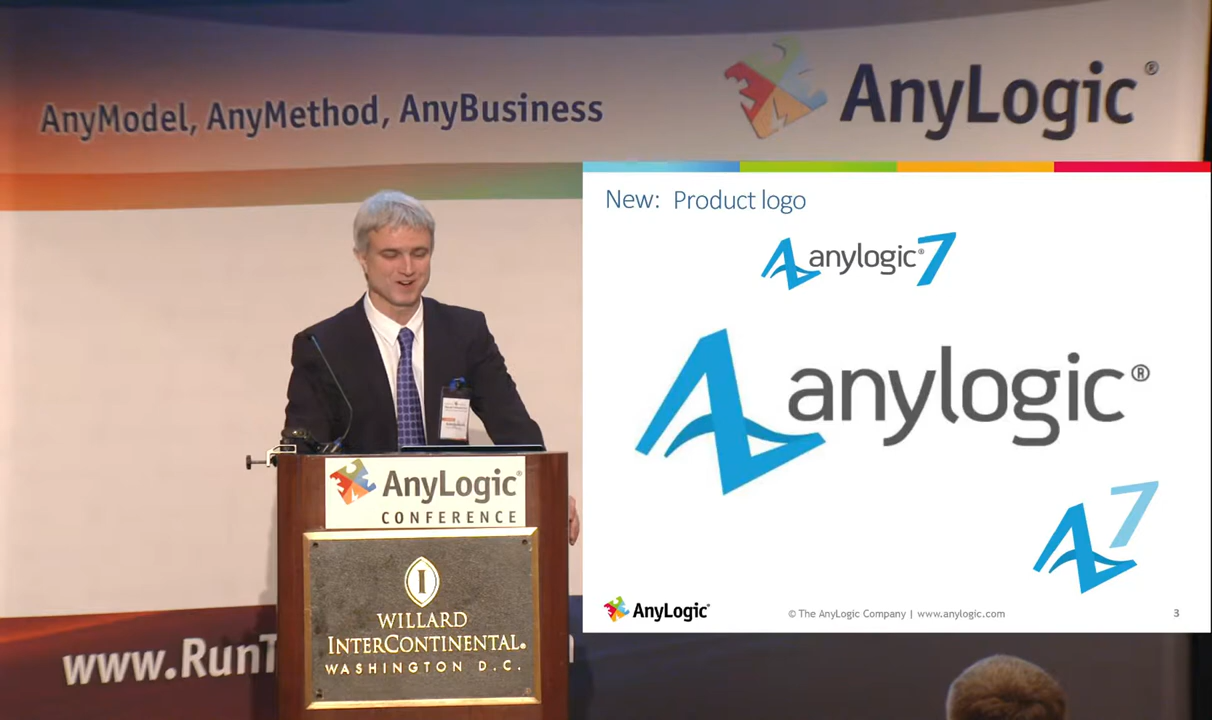 AnyModel, AnyMethod, AnyBusiness
AnyLogic®
New: Product logo
anylogic® 7
anylogic®
7
AnyLogic®
CONFERENCE
WILLARD
INTERCONTINENTAL®
WASHINGTON D.C.
AnyLogic®
© The AnyLogic Company | www.anylogic.com
3
www.RunT